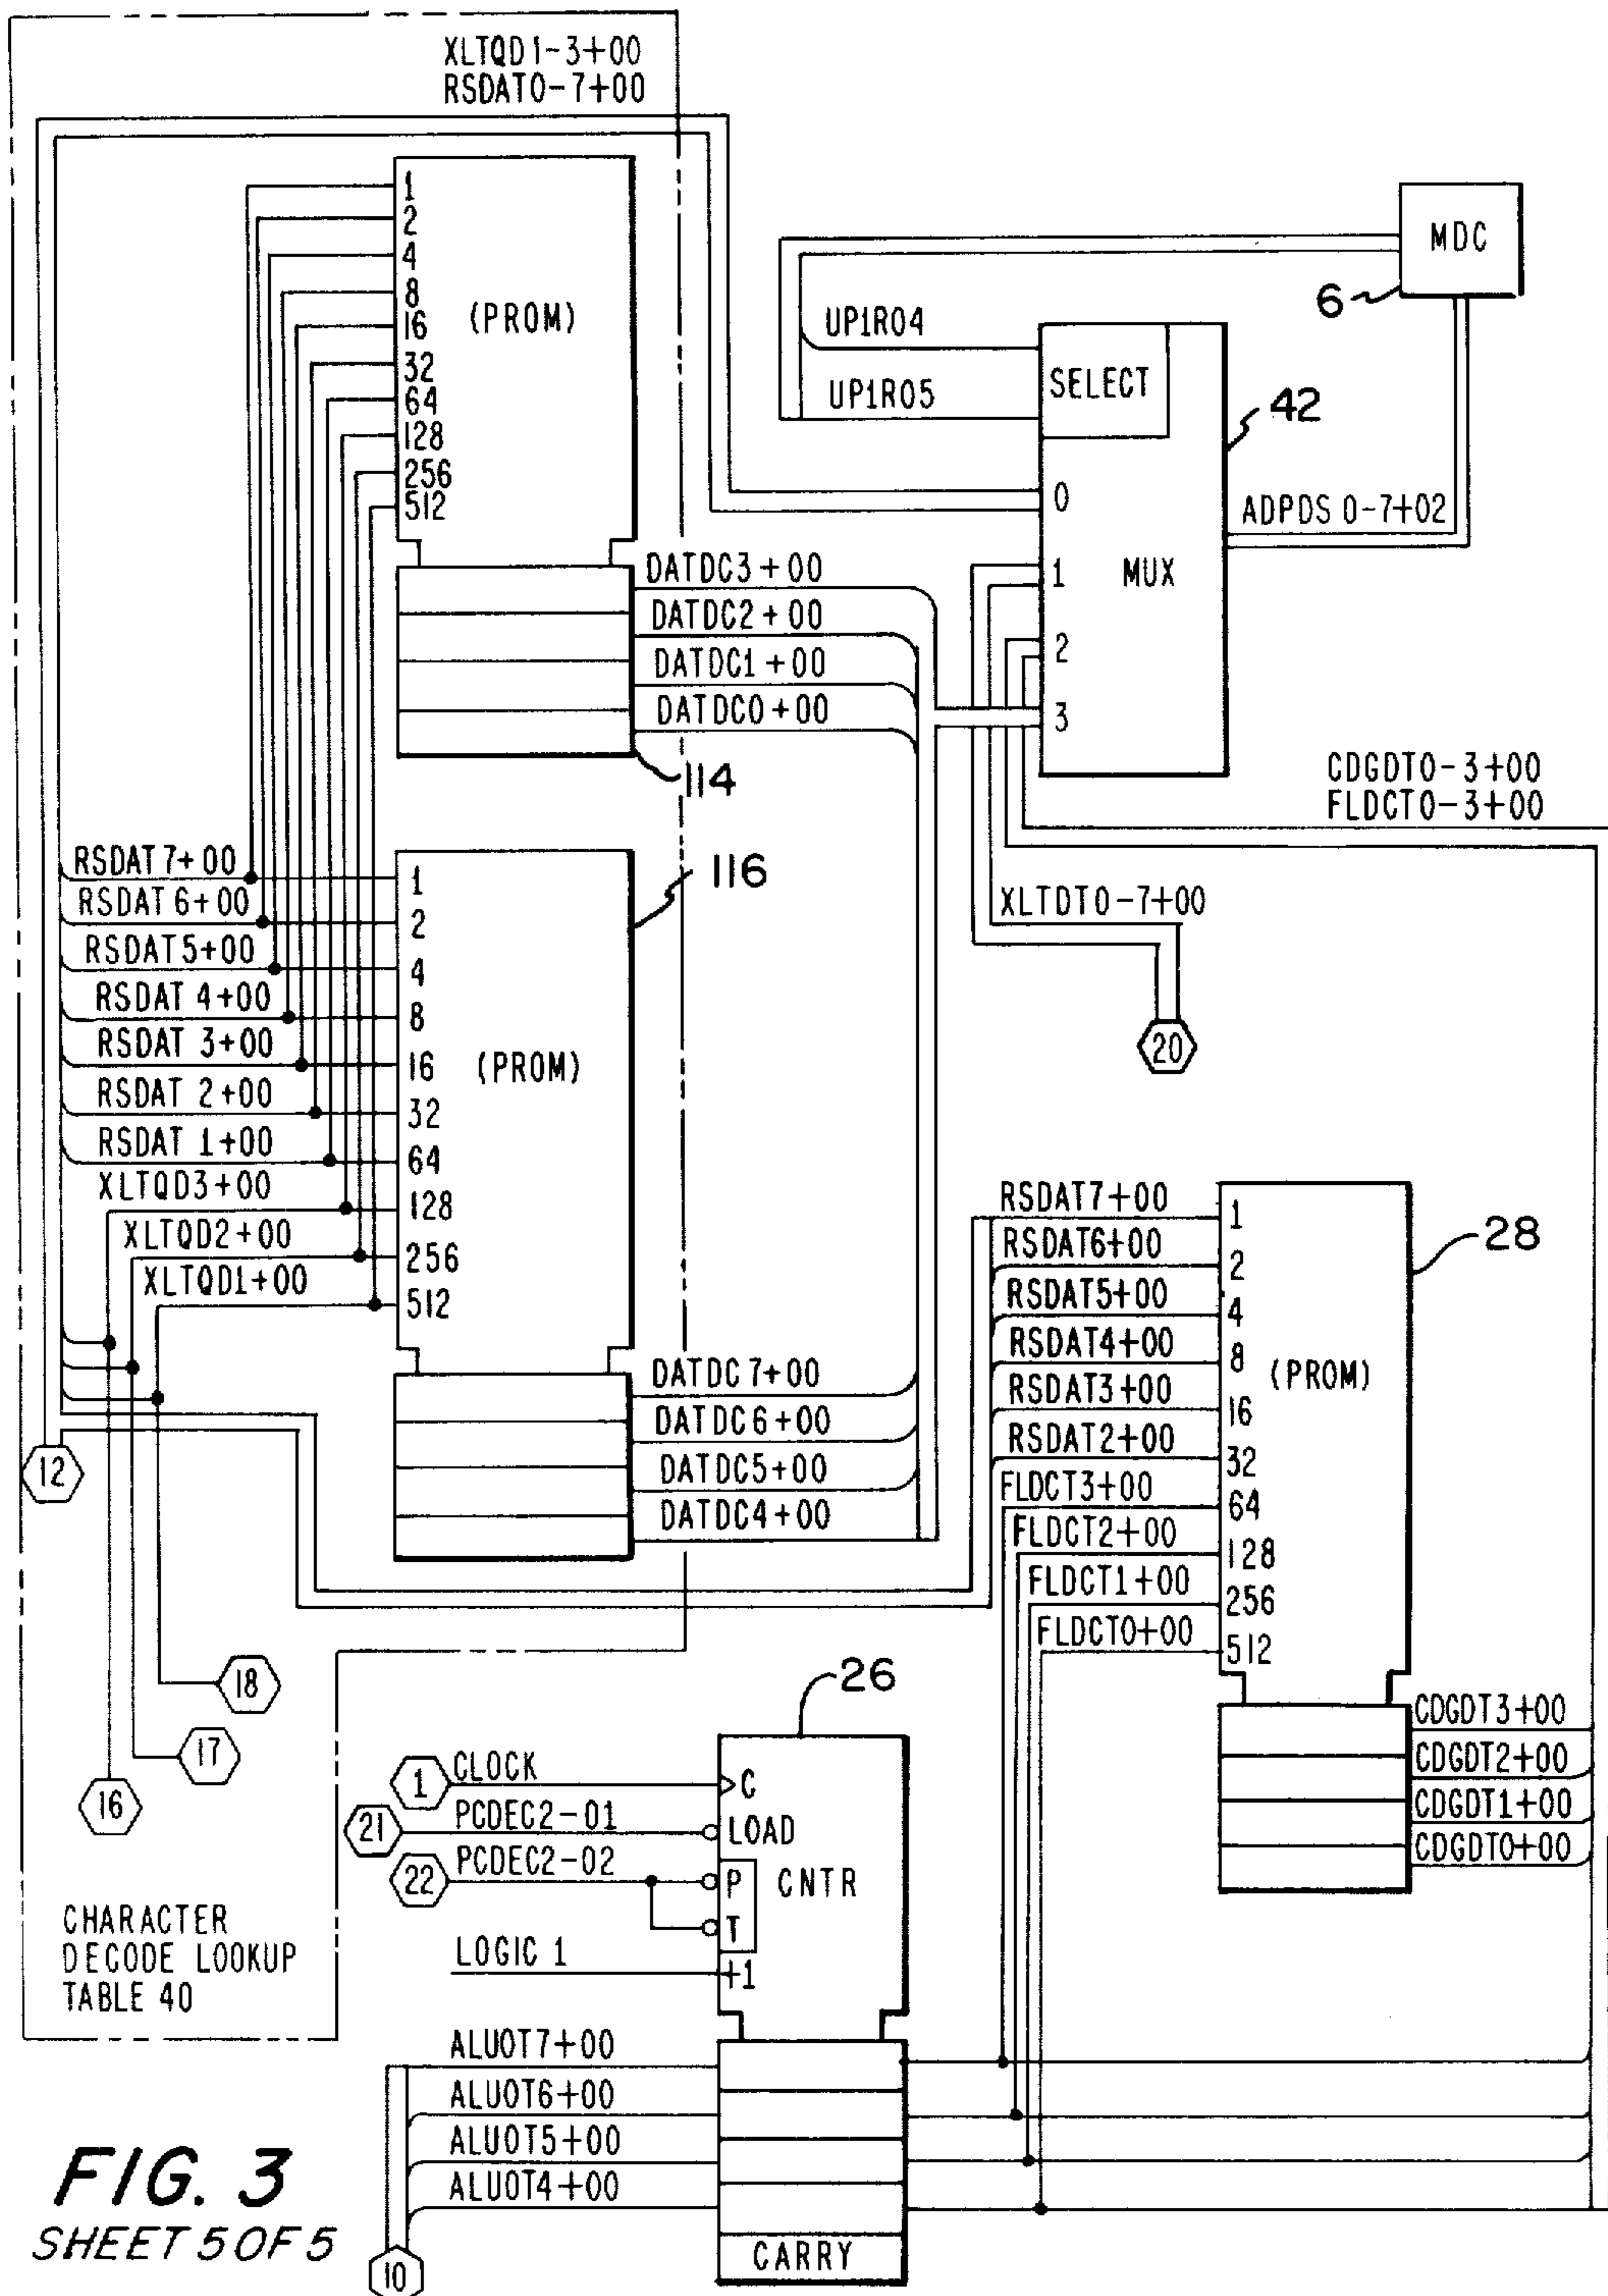 XLTQD1-3+00
RSDAT0-7+00
1
2
4
8
16
32
64
128
256
512
(PROM)
DATDC3+00
DATDC2+00
DATDC1+00
DATDC0+00
114
MDC
6
UP1R04
UP1R05
SELECT
42
0
1
2
3
MUX
ADPDS 0-7+02
CDGDT0-3+00
FLDCT0-3+00
XLTDT0-7+00
20
RSDAT7+00
RSDAT6+00
RSDAT5+00
RSDAT 4+00
RSDAT 3+00
RSDAT 2+00
RSDAT 1+00
XLTQD3+00
XLTQD2+00
XLTQD1+00
1
2
4
8
16
32
64
128
256
512
(PROM)
116
DATDC7+00
DATDC6+00
DATDC5+00
DATDC4+00
12
18
17
16
RSDAT7+00
RSDAT6+00
RSDAT5+00
RSDAT4+00
RSDAT3+00
RSDAT2+00
FLDCT3+00
FLDCT2+00
FLDCT1+00
FLDCT0+00
1
2
4
8
16
32
64
128
256
512
(PROM)
28
CDGDT3+00
CDGDT2+00
CDGDT1+00
CDGDT0+00
26
1
CLOCK
C
21
PCDEC2-01
LOAD
22
PCDEC2-02
P
T
CNTR
LOGIC 1
+1
CHARACTER
DECODE LOOKUP
TABLE 40
ALUOT7+00
ALUOT6+00
ALUOT5+00
ALUOT4+00
CARRY
10
FIG. 3
SHEET 5 OF 5